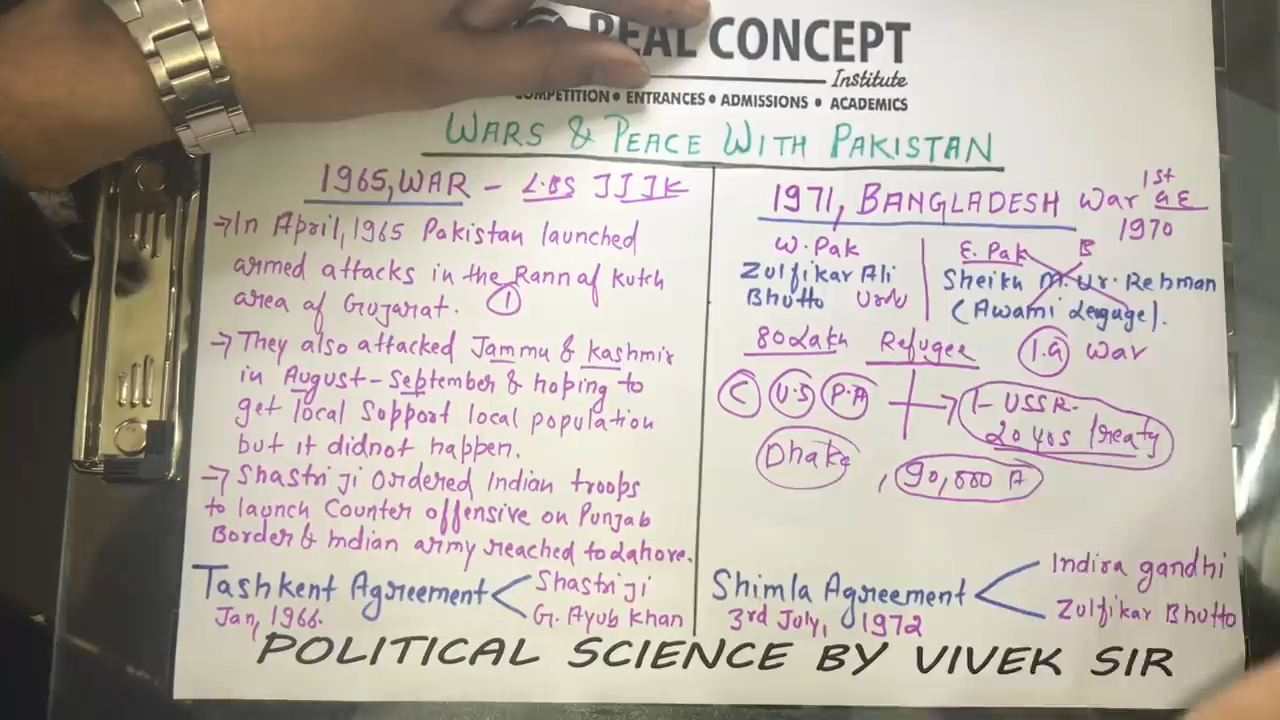 REAL CONCEPT
Institute
COMPETITION • ENTRANCES • ADMISSIONS • ACADEMICS
WARS & PEACE WITH PAKISTAN
1965, WAR - L.B.S JJJK
→ In April, 1965 Pakistan launched
armed attacks in the Rann of Kutch
area of Gujarat. 1
→ They also attacked Jammu & Kashmir
in August - September & hoping to
get local Support local population
but it didnot happen.
→ Shastri Ji Ordered Indian troops
to launch Counter offensive on Punjab
Border & Indian army reached to Lahore.
Tashkent Agreement < Shastri ji
G. Ayub Khan
Jan, 1966.
1971, BANGLADESH War 1st G.E
1970
W. Pak
Zulfikar Ali
Bhutto Urdu
E. Pak B
Sheikh M. Ur. Rehman
(Awami League).
80 Lakh Refugee I.G War
C U.S P.A → 1- USSR-
20 yrs Treaty
Dhaka, 90,000 A
Shimla Agreement < Indira gandhi
Zulfikar Bhutto
3rd July, 1972
POLITICAL SCIENCE BY VIVEK SIR